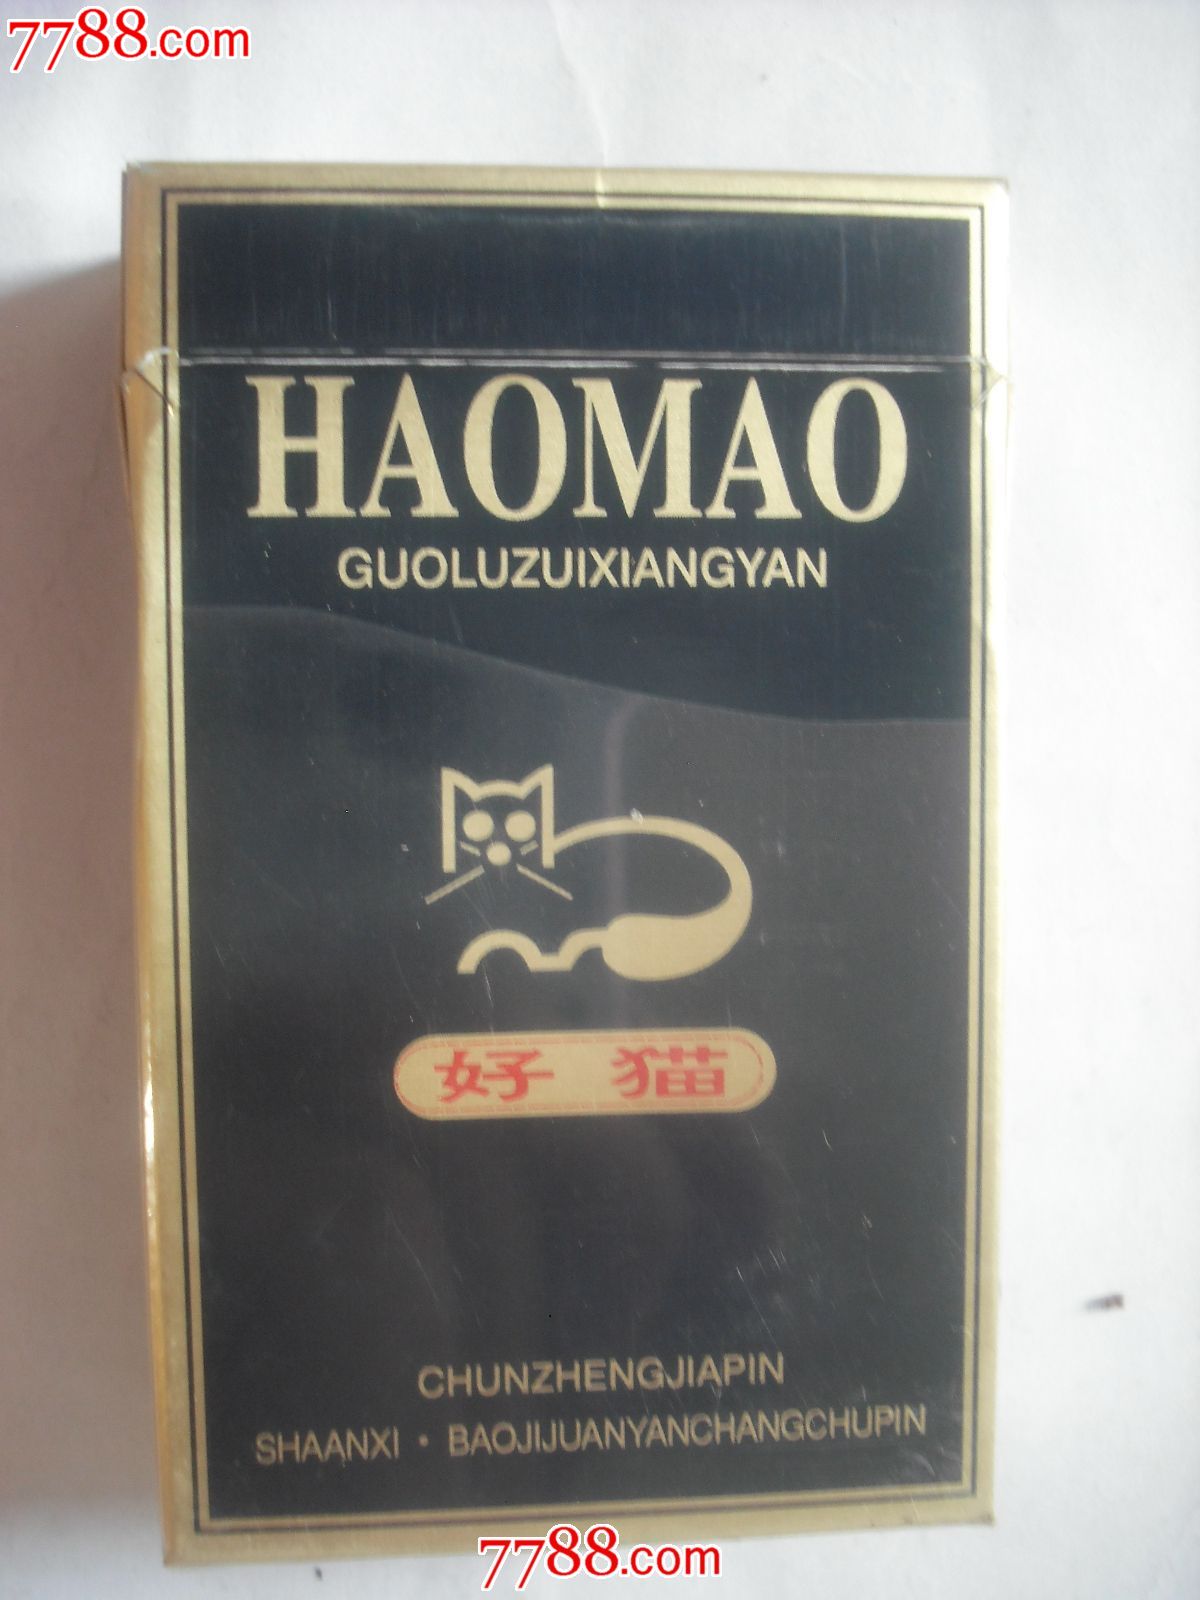 7788.com
HAOMAO
GUOLUZUIXIANGYAN
好 猫
CHUNZHENGJIAPIN
SHAANXI · BAOJIJUANYANCHANGCHUPIN
7788.com